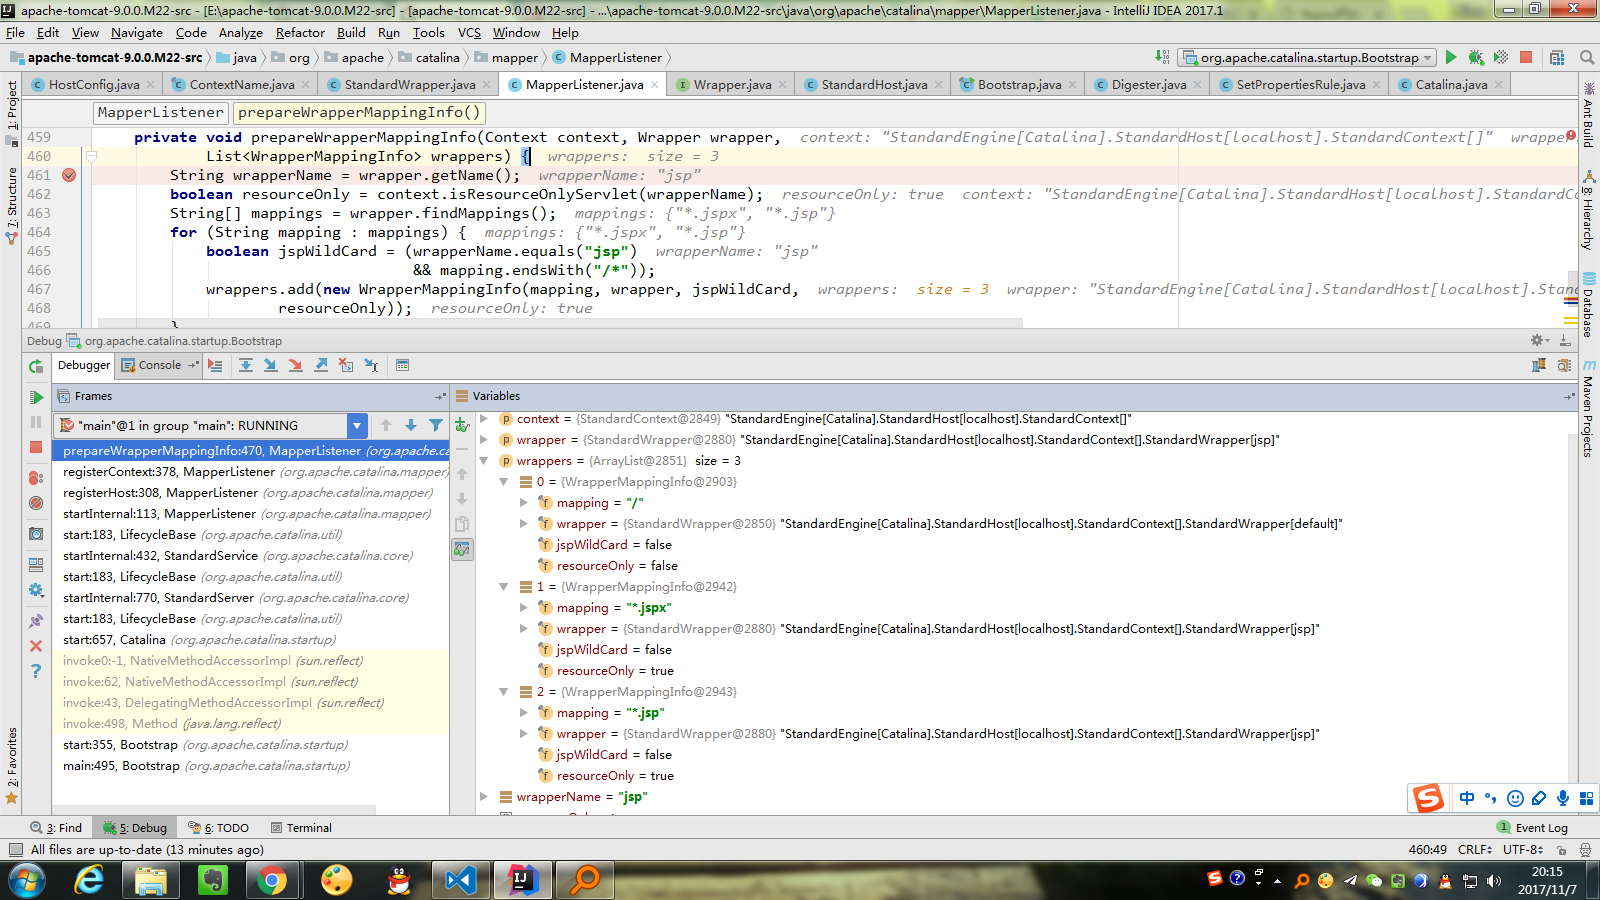 apache-tomcat-9.0.0.M22-src - [E:\apache-tomcat-9.0.0.M22-src] - [apache-tomcat-9.0.0.M22-src] - ...\apache-tomcat-9.0.0.M22-src\java\org\apache\catalina\mapper\MapperListener.java - IntelliJ IDEA 2017.1
File Edit View Navigate Code Analyze Refactor Build Run Tools VCS Window Help
apache-tomcat-9.0.0.M22-src java org apache catalina mapper MapperListener org.apache.catalina.startup.Bootstrap
HostConfig.java ContextName.java StandardWrapper.java MapperListener.java Wrapper.java StandardHost.java Bootstrap.java Digester.java SetPropertiesRule.java Catalina.java
MapperListener prepareWrapperMappingInfo()
459 private void prepareWrapperMappingInfo(Context context, Wrapper wrapper, context: "StandardEngine[Catalina].StandardHost[localhost].StandardContext[]" wrapper
460 List<WrapperMappingInfo> wrappers) { wrappers: size = 3
461 String wrapperName = wrapper.getName(); wrapperName: "jsp"
462 boolean resourceOnly = context.isResourceOnlyServlet(wrapperName); resourceOnly: true context: "StandardEngine[Catalina].StandardHost[localhost].StandardCo
463 String[] mappings = wrapper.findMappings(); mappings: {"*.jspx", "*.jsp"}
464 for (String mapping : mappings) { mappings: {"*.jspx", "*.jsp"}
465 boolean jspWildCard = (wrapperName.equals("jsp") wrapperName: "jsp"
466 && mapping.endsWith("/*"));
467 wrappers.add(new WrapperMappingInfo(mapping, wrapper, jspWildCard, wrappers: size = 3 wrapper: "StandardEngine[Catalina].StandardHost[localhost].Stan
468 resourceOnly)); resourceOnly: true
469 }
1: Project
7: Structure
2: Favorites
Ant Build
8: Hierarchy
Database
Maven Projects
Debug org.apache.catalina.startup.Bootstrap
Debugger Console
Frames
"main"@1 in group "main": RUNNING
prepareWrapperMappingInfo:470, MapperListener (org.apache.ca
registerContext:378, MapperListener (org.apache.catalina.mapper)
registerHost:308, MapperListener (org.apache.catalina.mapper)
startInternal:113, MapperListener (org.apache.catalina.mapper)
start:183, LifecycleBase (org.apache.catalina.util)
startInternal:432, StandardService (org.apache.catalina.core)
start:183, LifecycleBase (org.apache.catalina.util)
startInternal:770, StandardServer (org.apache.catalina.core)
start:183, LifecycleBase (org.apache.catalina.util)
start:657, Catalina (org.apache.catalina.startup)
invoke0:-1, NativeMethodAccessorImpl (sun.reflect)
invoke:62, NativeMethodAccessorImpl (sun.reflect)
invoke:43, DelegatingMethodAccessorImpl (sun.reflect)
invoke:498, Method (java.lang.reflect)
start:355, Bootstrap (org.apache.catalina.startup)
main:495, Bootstrap (org.apache.catalina.startup)
Variables
context = {StandardContext@2849} "StandardEngine[Catalina].StandardHost[localhost].StandardContext[]"
wrapper = {StandardWrapper@2880} "StandardEngine[Catalina].StandardHost[localhost].StandardContext[].StandardWrapper[jsp]"
wrappers = {ArrayList@2851} size = 3
0 = {WrapperMappingInfo@2903}
mapping = "/"
wrapper = {StandardWrapper@2850} "StandardEngine[Catalina].StandardHost[localhost].StandardContext[].StandardWrapper[default]"
jspWildCard = false
resourceOnly = false
1 = {WrapperMappingInfo@2942}
mapping = "*.jspx"
wrapper = {StandardWrapper@2880} "StandardEngine[Catalina].StandardHost[localhost].StandardContext[].StandardWrapper[jsp]"
jspWildCard = false
resourceOnly = true
2 = {WrapperMappingInfo@2943}
mapping = "*.jsp"
wrapper = {StandardWrapper@2880} "StandardEngine[Catalina].StandardHost[localhost].StandardContext[].StandardWrapper[jsp]"
jspWildCard = false
resourceOnly = true
wrapperName = "jsp"
中
3: Find 5: Debug 6: TODO Terminal 1 Event Log
All files are up-to-date (13 minutes ago) 460:49 CRLF UTF-8
20:15
2017/11/7